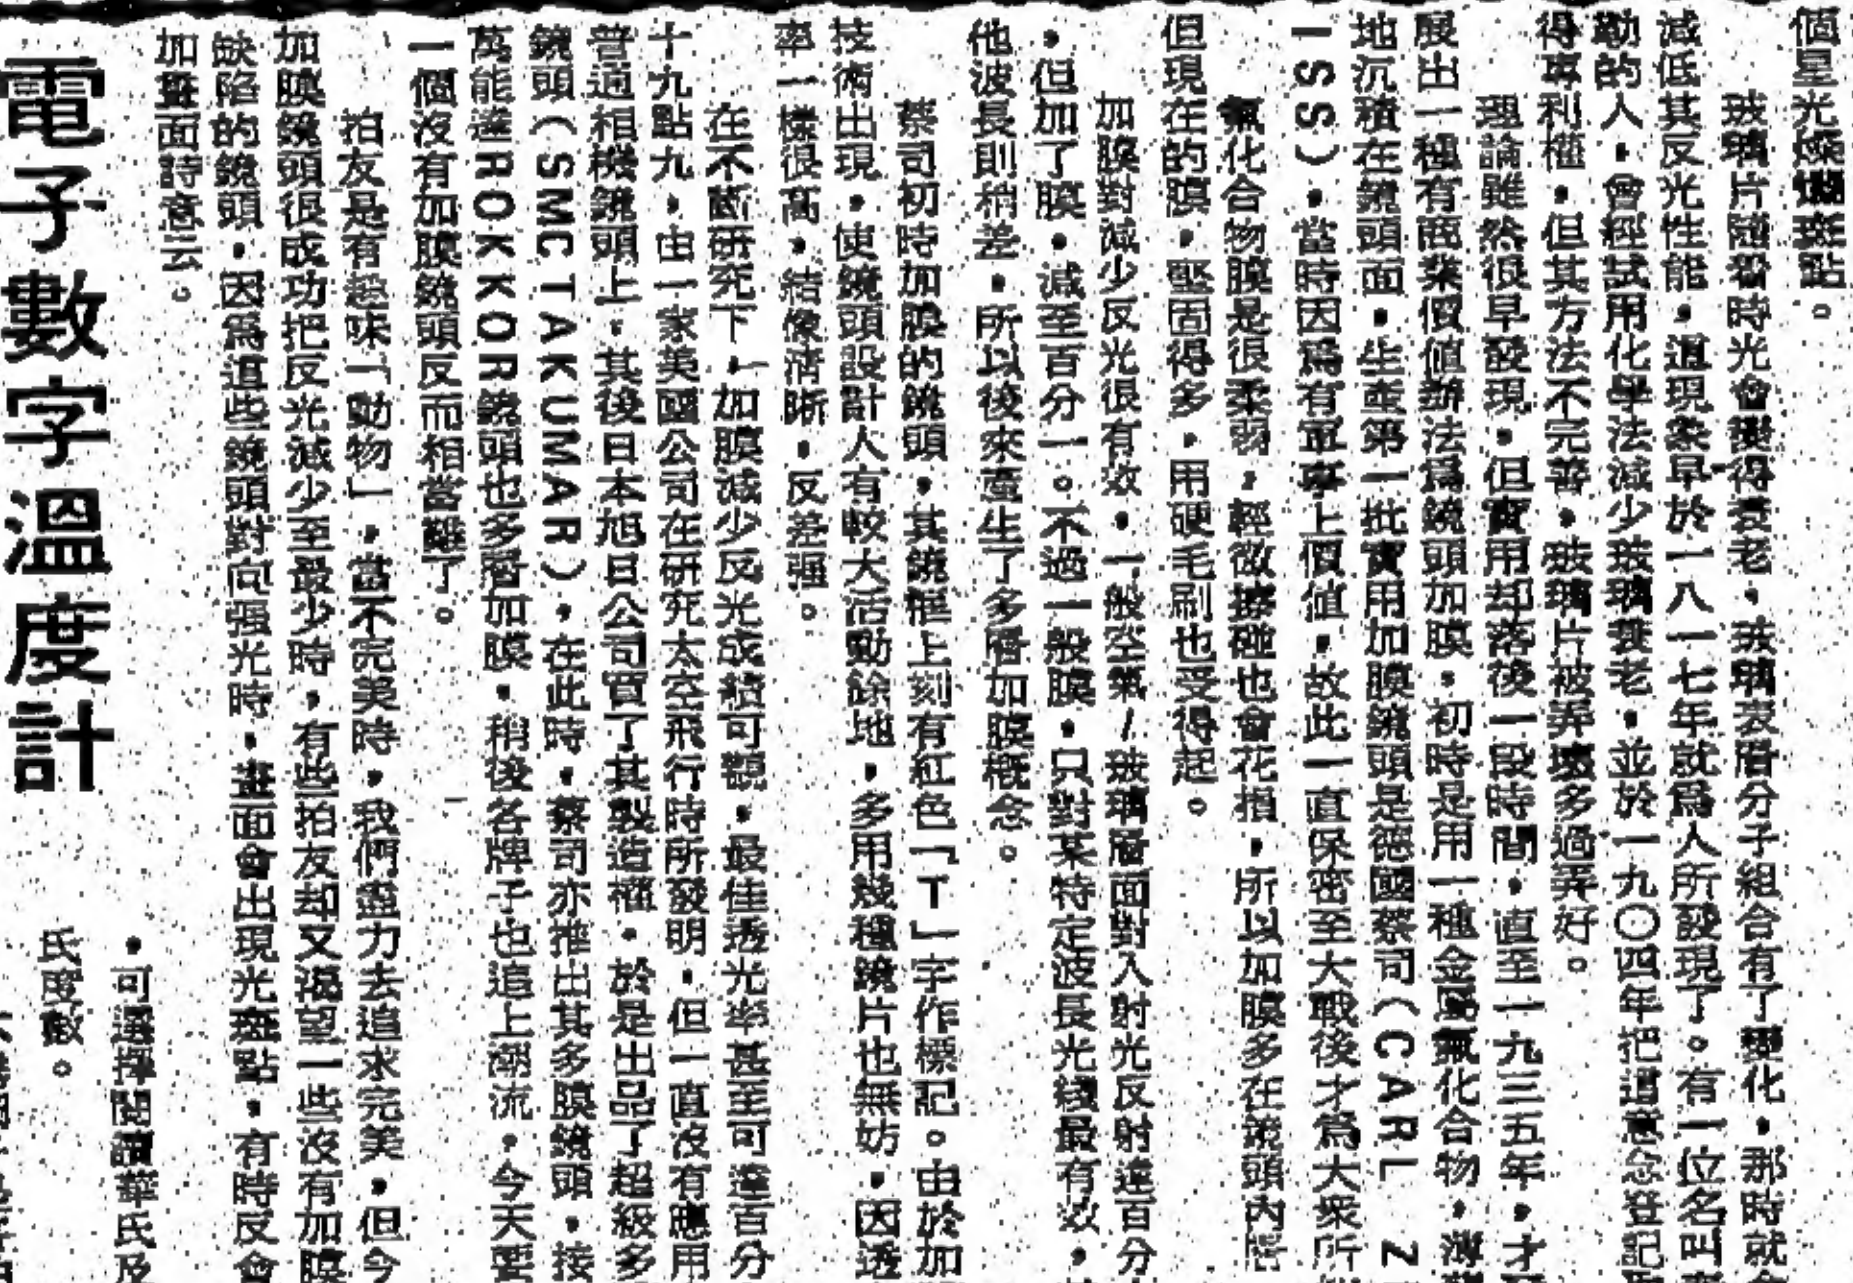 個星光燦爛斑點。
玻璃片隨着時光會變得衰老，玻璃表層分子組合有了變化，那時就
減低其反光性能，這現象早於一八一七年就爲人所發現了。有一位名叫
勒的人，曾經試用化學法減少玻璃衰老，並於一九〇四年把這意念登記
得專利權，但其方法不完善，玻璃片被弄壞多過弄好。
理論雖然很早發現，但實用却落後一段時間，直至一九三五年，才
展出一種有商業價值辦法爲鏡頭加膜，初時是用一種金屬氟化合物，薄
地沉積在鏡頭面，生產第一批實用加膜鏡頭是德國蔡司（CARL Z
ISS），當時因爲有軍事上價值，故此一直保密至大戰後才爲大衆所
氟化合物膜是很柔弱，輕微擦碰也會花損，所以加膜多在鏡頭內層
但現在的膜，堅固得多，用硬毛刷也受得起。
加膜對減少反光很有效，一般空氣／玻璃層面對入射光反射達百分
，但加了膜，減至百分一。不過一般膜，只對某特定波長光綫最有效，
他波長則稍差，所以後來產生了多層加膜概念。
蔡司初時加膜的鏡頭，其鏡框上刻有紅色「T」字作標記。由於加
技術出現，使鏡頭設計人有較大活動餘地，多用幾種鏡片也無妨，因透
率一樣很高，結像清晰，反差强。
在不斷研究下，加膜減少反光成績可觀，最佳透光率甚至可達百分
十九點九，由一家美國公司在研究太空飛行時所發明，但一直沒有應用
普通相機鏡頭上，其後日本旭日公司買了其製造權，於是出品了超級多
鏡頭（SMC TAKUMAR），在此時，蔡司亦推出其多膜鏡頭，接
萬能達ROKKOR鏡頭也多層加膜，稍後各牌子也追上潮流。今天要
一個沒有加膜鏡頭反而相當難了。
拍友是有趣味「動物」，當不完美時，我們盡力去追求完美，但今
加膜鏡頭很成功把反光減少至最少時，有些拍友却又渴望一些沒有加膜
缺陷的鏡頭，因爲這些鏡頭對向强光時，畫面會出現光斑點，有時反會
加強畫面詩意云。
電子數字溫度計
，可選擇閱讀華氏及
氏度數。